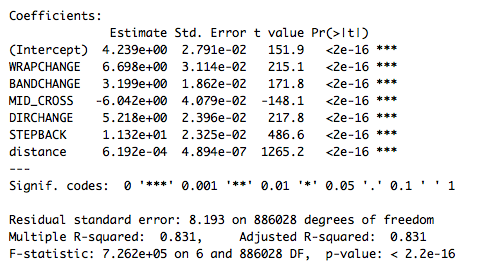 Coefficients:
              Estimate Std. Error t value Pr(>|t|)
(Intercept)  4.239e+00  2.791e-02   151.9   <2e-16 ***
WRAPCHANGE   6.698e+00  3.114e-02   215.1   <2e-16 ***
BANDCHANGE   3.199e+00  1.862e-02   171.8   <2e-16 ***
MID_CROSS   -6.042e+00  4.079e-02  -148.1   <2e-16 ***
DIRCHANGE    5.218e+00  2.396e-02   217.8   <2e-16 ***
STEPBACK     1.132e+01  2.325e-02   486.6   <2e-16 ***
distance     6.192e-04  4.894e-07  1265.2   <2e-16 ***
---
Signif. codes:  0 '***' 0.001 '**' 0.01 '*' 0.05 '.' 0.1 ' ' 1
Residual standard error: 8.193 on 886028 degrees of freedom
Multiple R-squared:  0.831,     Adjusted R-squared:  0.831
F-statistic: 7.262e+05 on 6 and 886028 DF,  p-value: < 2.2e-16